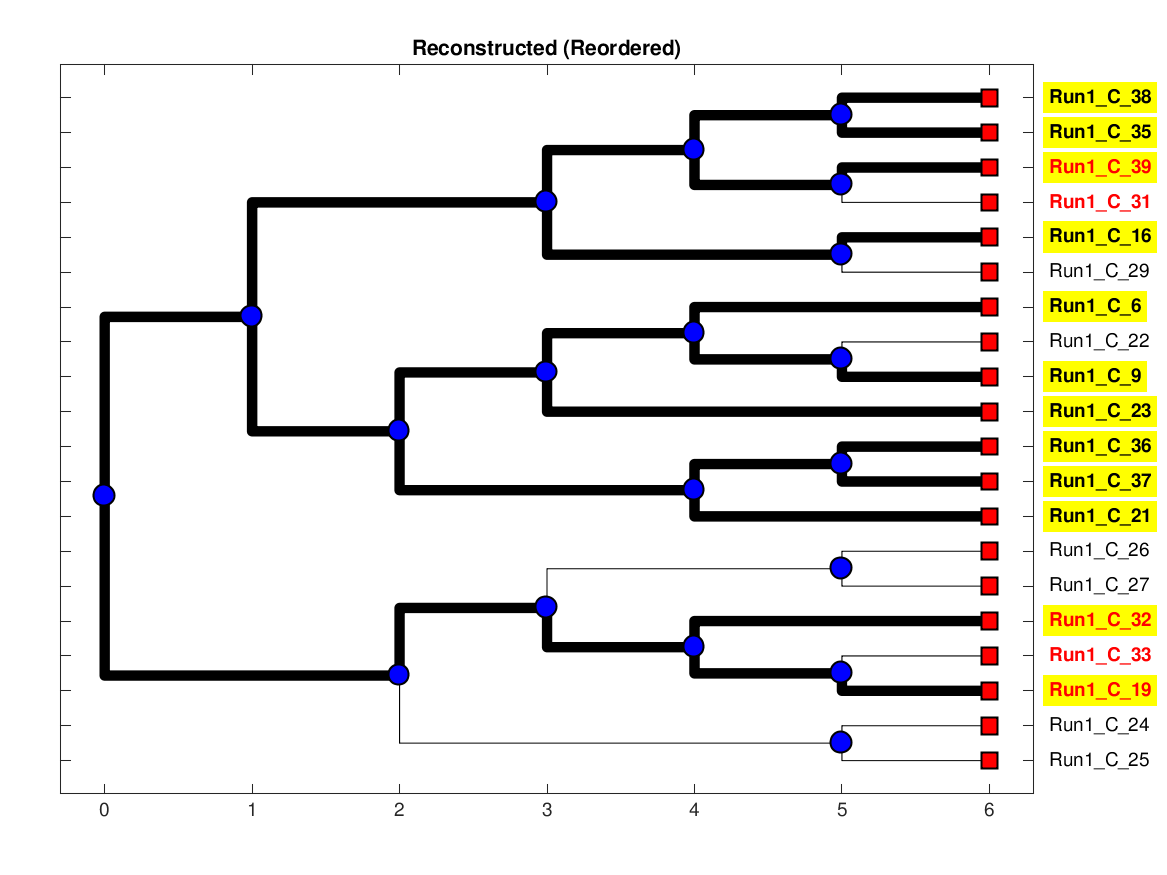 Reconstructed (Reordered)
Run1_C_38
Run1_C_35
Run1_C_39
Run1_C_31
Run1_C_16
Run1_C_29
Run1_C_6
Run1_C_22
Run1_C_9
Run1_C_23
Run1_C_36
Run1_C_37
Run1_C_21
Run1_C_26
Run1_C_27
Run1_C_32
Run1_C_33
Run1_C_19
Run1_C_24
Run1_C_25
0 1 2 3 4 5 6